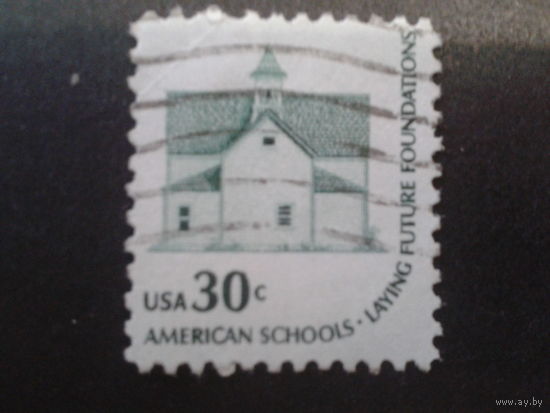 USA 30c
AMERICAN SCHOOLS · LAYING FUTURE FOUNDATIONS
www.ay.by